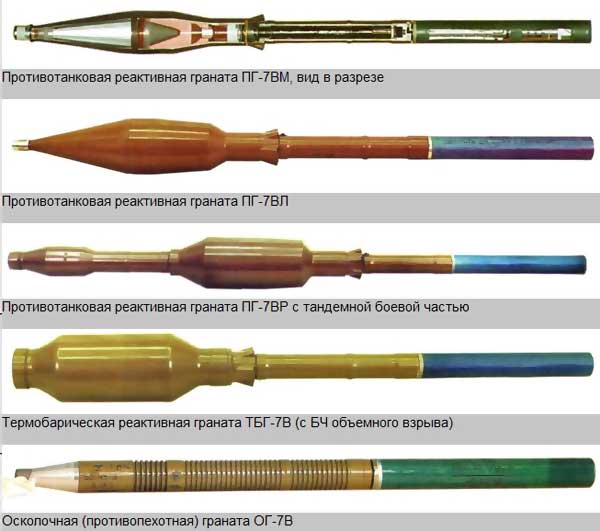 Противотанковая реактивная граната ПГ-7ВМ, вид в разрезе
Противотанковая реактивная граната ПГ-7ВЛ
Противотанковая реактивная граната ПГ-7ВР с тандемной боевой частью
Термобарическая реактивная граната ТБГ-7В (с БЧ объемного взрыва)
Осколочная (противопехотная) граната ОГ-7В